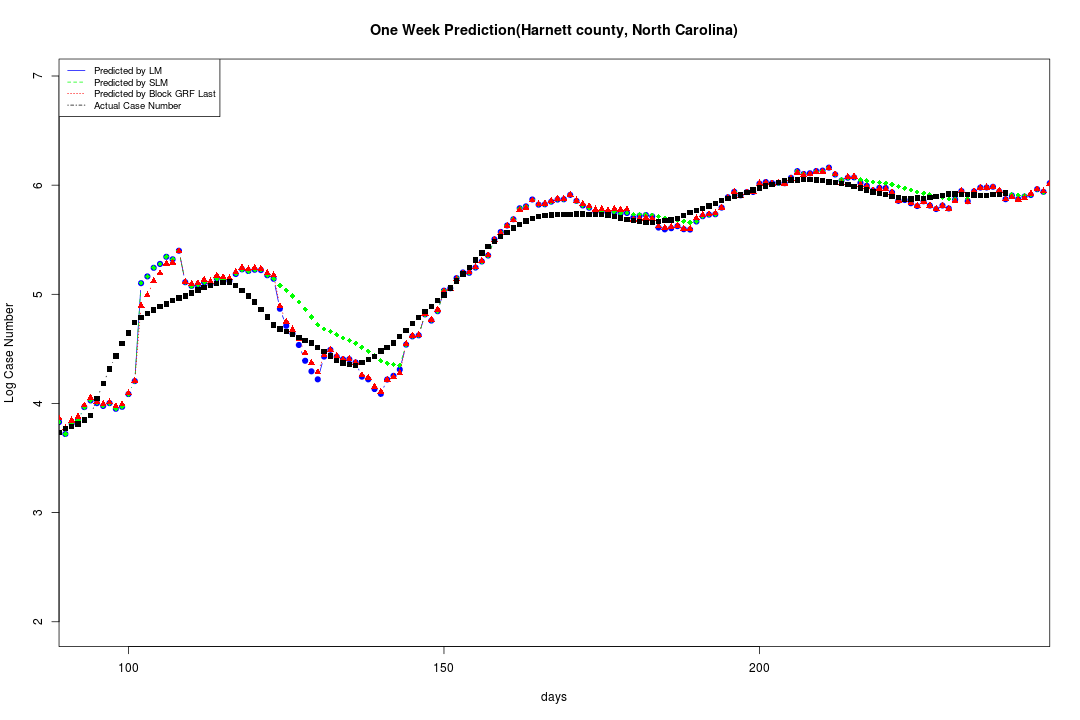 One Week Prediction(Harnett county, North Carolina)
Predicted by LM
Predicted by SLM
Predicted by Block GRF Last
Actual Case Number
7
6
5
4
3
2
Log Case Number
100 150 200
days